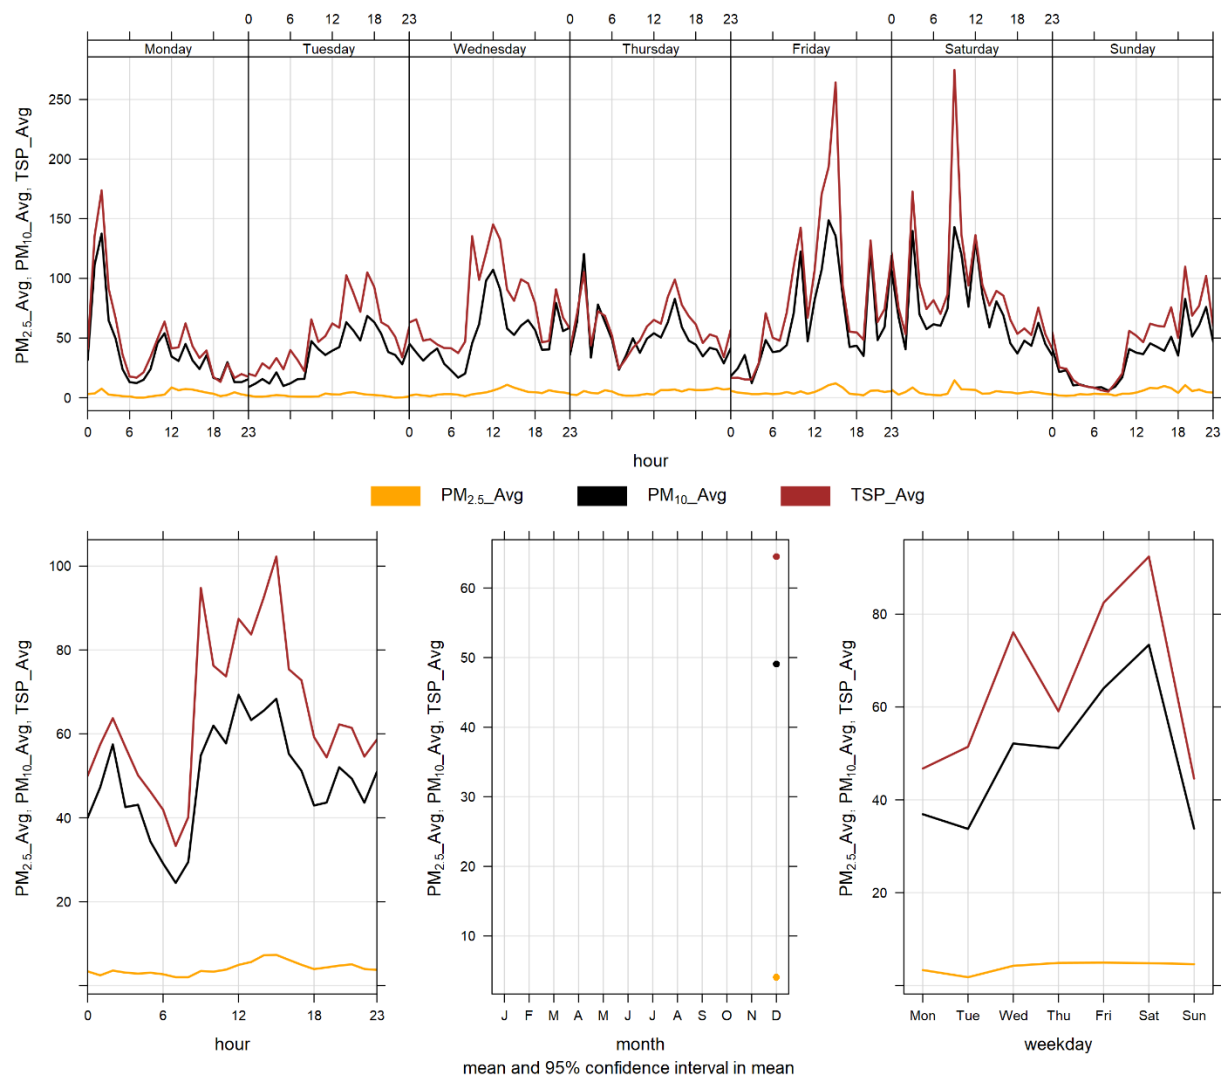 0 6 12 18 23 0 6 12 18 23 0 6 12 18 23
Monday Tuesday Wednesday Thursday Friday Saturday Sunday
PM2.5_Avg, PM10_Avg, TSP_Avg
250
200
150
100
50
0
0 6 12 18 0 6 12 18 23 0 6 12 18 23 0 6 12 18 23
hour
PM2.5_Avg PM10_Avg TSP_Avg
PM2.5_Avg, PM10_Avg, TSP_Avg
100
80
60
40
20
0 6 12 18 23
hour
PM2.5_Avg, PM10_Avg, TSP_Avg
60
50
40
30
20
10
J F M A M J J A S O N D
month
PM2.5_Avg, PM10_Avg, TSP_Avg
80
60
40
20
Mon Tue Wed Thu Fri Sat Sun
weekday
mean and 95% confidence interval in mean